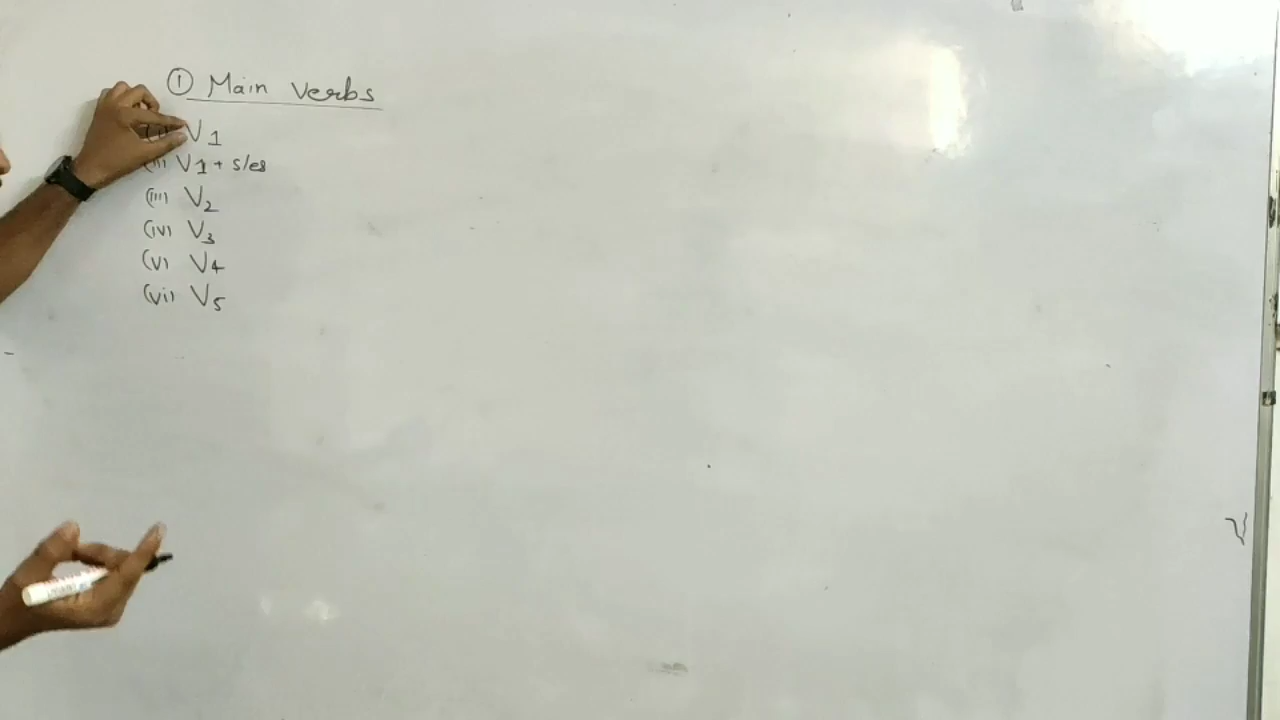 ① Main Verbs
(i) V1
(ii) V1 + s/es
(iii) V2
(iv) V3
(v) V4
(vi) V5